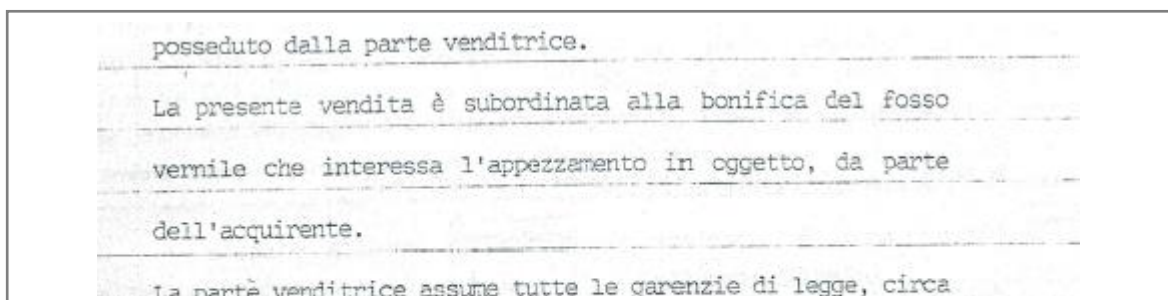 posseduto dalla parte venditrice.
La presente vendita è subordinata alla bonifica del fosso
vernile che interessa l'appezzamento in oggetto, da parte
dell'acquirente.
La parte venditrice assume tutte le garenzie di legge, circa